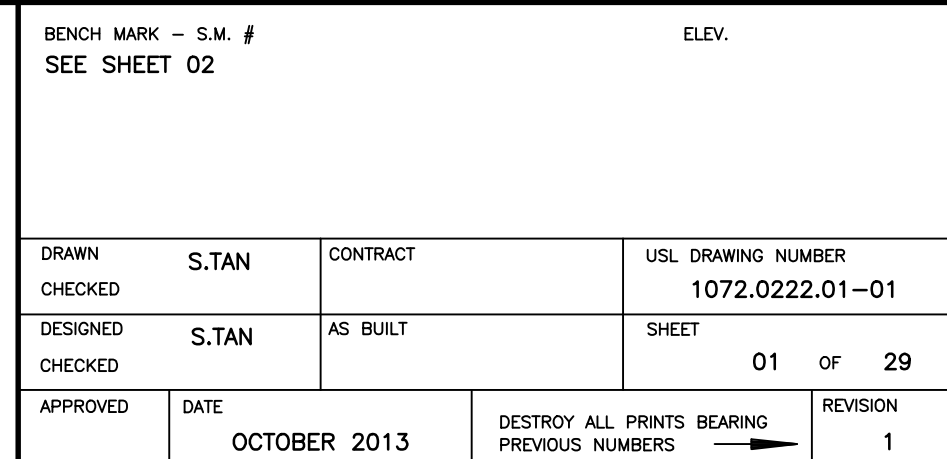 BENCH MARK – S.M. # ELEV.
SEE SHEET 02
DRAWN S.TAN CONTRACT USL DRAWING NUMBER
CHECKED 1072.0222.01–01
DESIGNED S.TAN AS BUILT SHEET
CHECKED 01 OF 29
APPROVED DATE DESTROY ALL PRINTS BEARING REVISION
OCTOBER 2013 PREVIOUS NUMBERS 1